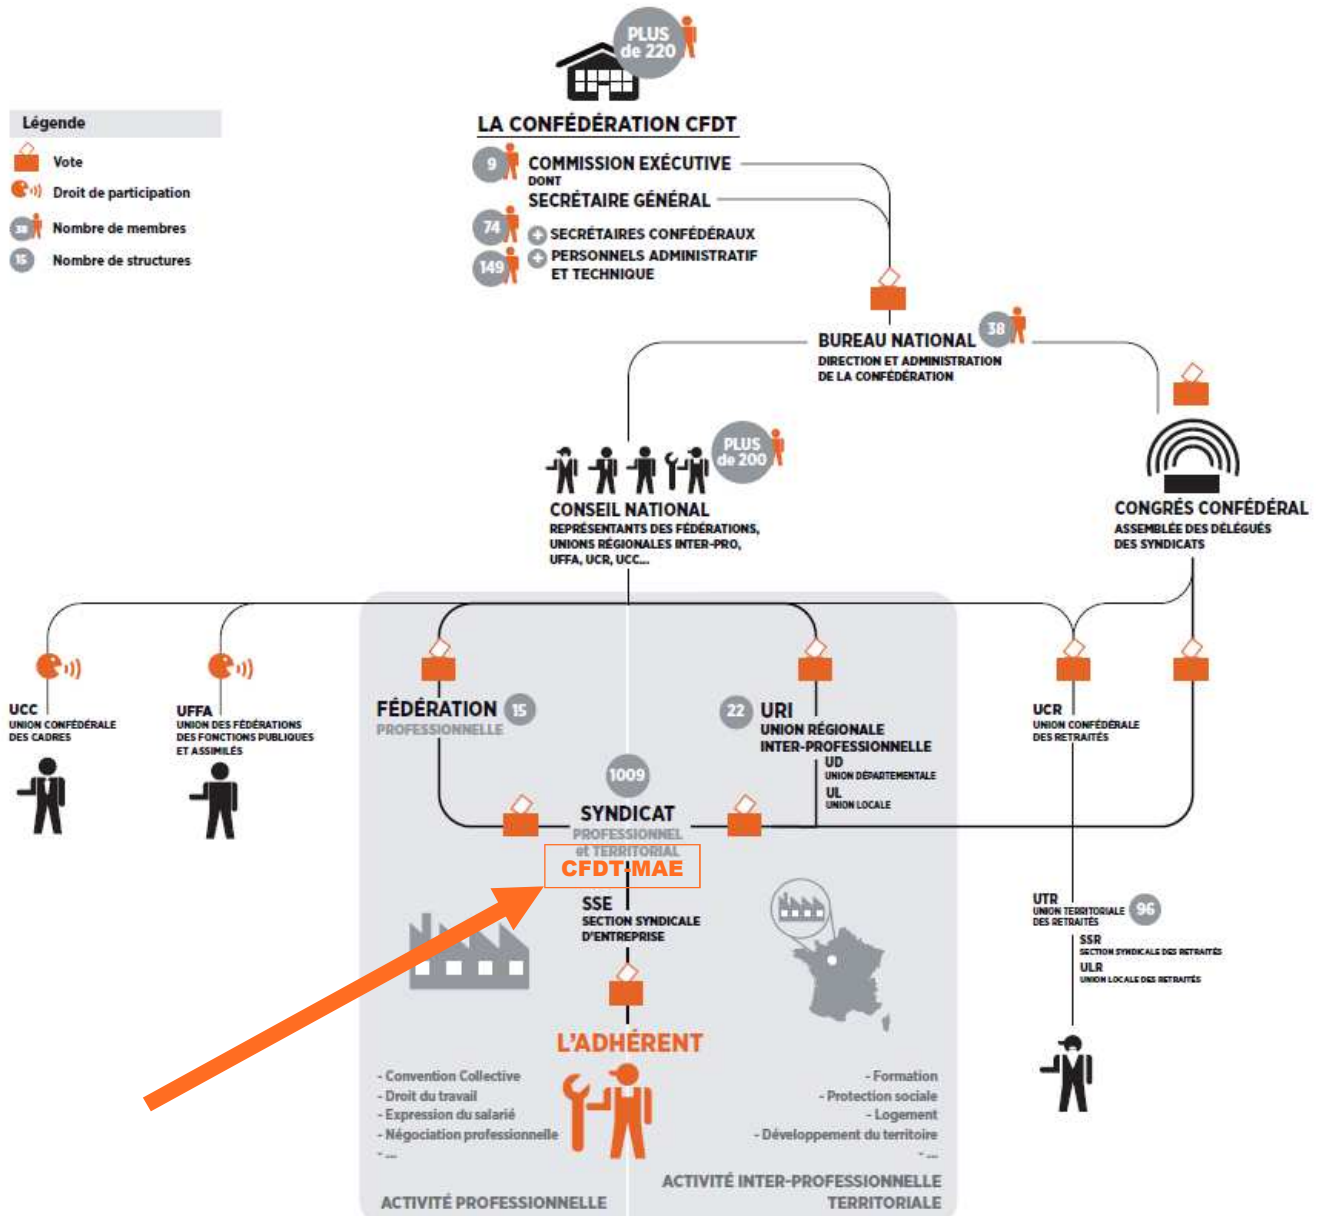 PLUS
de 220
Légende
Vote
Droit de participation
38
Nombre de membres
15
Nombre de structures
LA CONFÉDÉRATION CFDT
9
COMMISSION EXÉCUTIVE
DONT
SECRÉTAIRE GÉNÉRAL
74
+ SECRÉTAIRES CONFÉDÉRAUX
149
+ PERSONNELS ADMINISTRATIF
ET TECHNIQUE
BUREAU NATIONAL
38
DIRECTION ET ADMINISTRATION
DE LA CONFÉDÉRATION
PLUS
de 200
CONSEIL NATIONAL
REPRÉSENTANTS DES FÉDÉRATIONS,
UNIONS RÉGIONALES INTER-PRO,
UFFA, UCR, UCC...
CONGRÉS CONFÉDÉRAL
ASSEMBLÉE DES DÉLÉGUÉS
DES SYNDICATS
UCC
UNION CONFÉDÉRALE
DES CADRES
UFFA
UNION DES FÉDÉRATIONS
DES FONCTIONS PUBLIQUES
ET ASSIMILÉS
FÉDÉRATION
15
PROFESSIONNELLE
22
URI
UNION RÉGIONALE
INTER-PROFESSIONNELLE
UD
UNION DÉPARTEMENTALE
UL
UNION LOCALE
UCR
UNION CONFÉDÉRALE
DES RETRAITÉS
1009
SYNDICAT
PROFESSIONNEL
et TERRITORIAL
CFDT-MAE
SSE
SECTION SYNDICALE
D'ENTREPRISE
UTR
UNION TERRITORIALE
DES RETRAITÉS
96
SSR
SECTION SYNDICALE DES RETRAITÉS
ULR
UNION LOCALE DES RETRAITÉS
L'ADHÉRENT
- Convention Collective
- Droit du travail
- Expression du salarié
- Négociation professionnelle
- ...
- Formation
- Protection sociale
- Logement
- Développement du territoire
- ...
ACTIVITÉ PROFESSIONNELLE
ACTIVITÉ INTER-PROFESSIONNELLE
TERRITORIALE